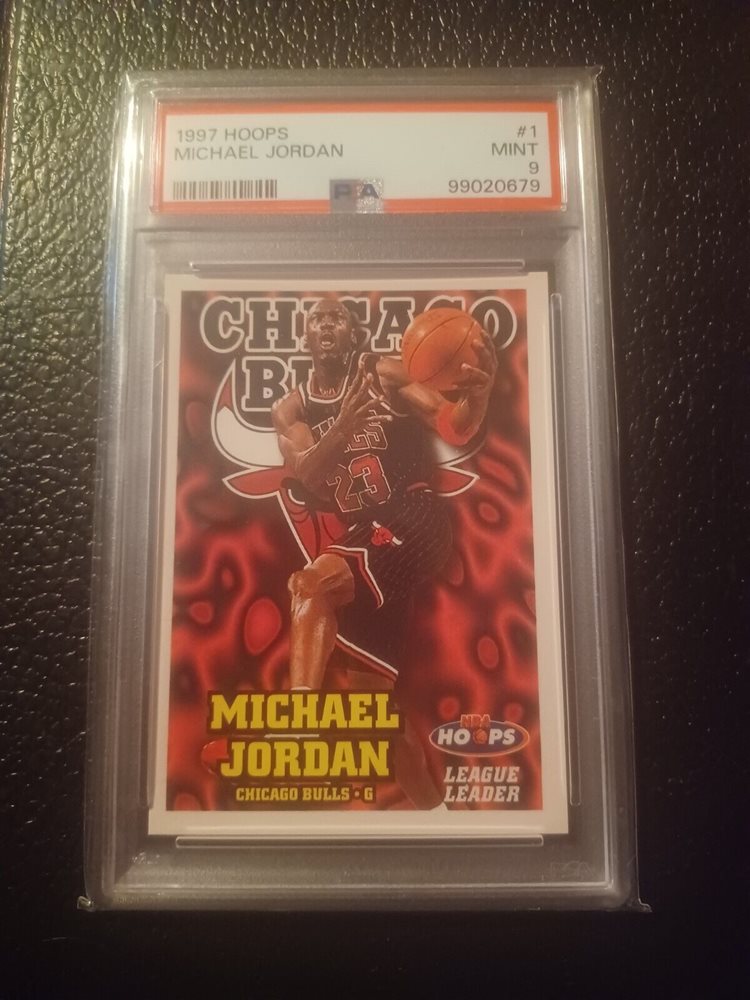 1997 HOOPS #1
MICHAEL JORDAN MINT
9
PSA 99020679
CHICAGO
BULLS
23
MICHAEL
JORDAN
CHICAGO BULLS • G
NBA
HOOPS
LEAGUE
LEADER